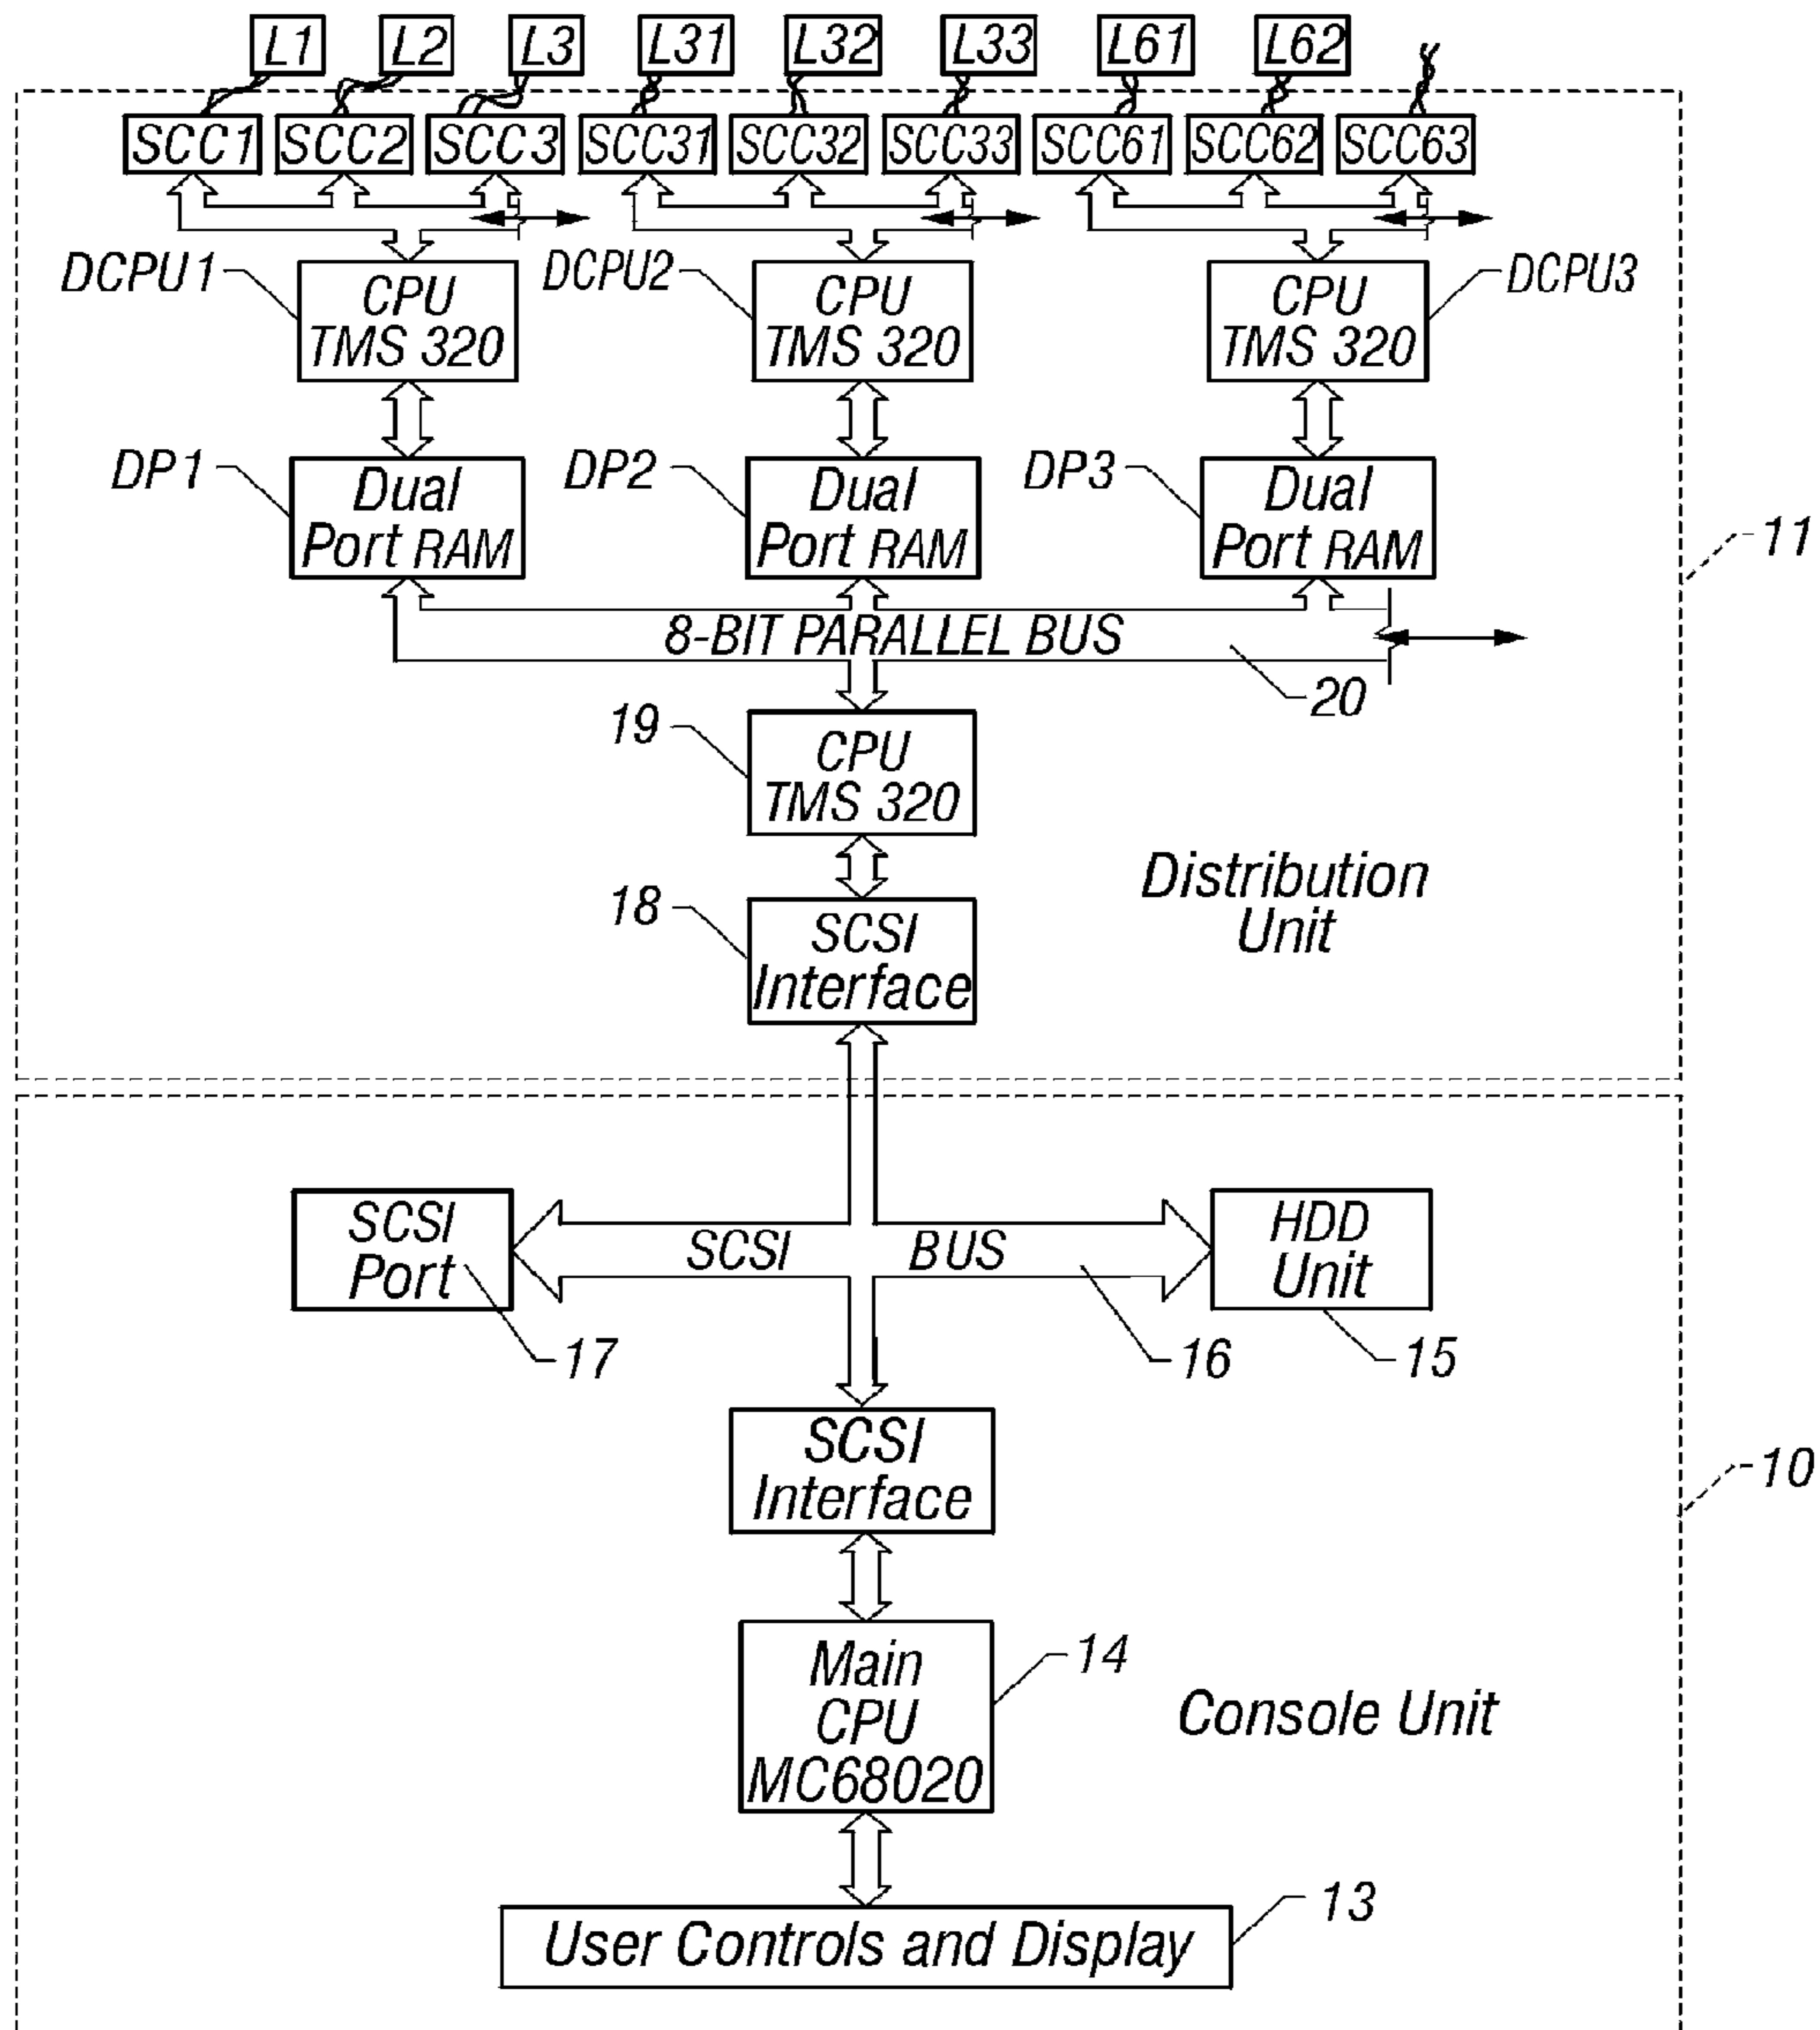 L1 L2 L3 L31 L32 L33 L61 L62
SCC1 SCC2 SCC3 SCC31 SCC32 SCC33 SCC61 SCC62 SCC63
DCPU1
CPU
TMS 320
DCPU2
CPU
TMS 320
CPU
TMS 320
DCPU3
DP1
Dual
Port RAM
DP2
Dual
Port RAM
DP3
Dual
Port RAM
11
8-BIT PARALLEL BUS
20
19
CPU
TMS 320
Distribution
Unit
18
SCSI
Interface
SCSI
Port
17
SCSI BUS
16
HDD
Unit
15
SCSI
Interface
10
Main
CPU
MC68020
14
Console Unit
13
User Controls and Display